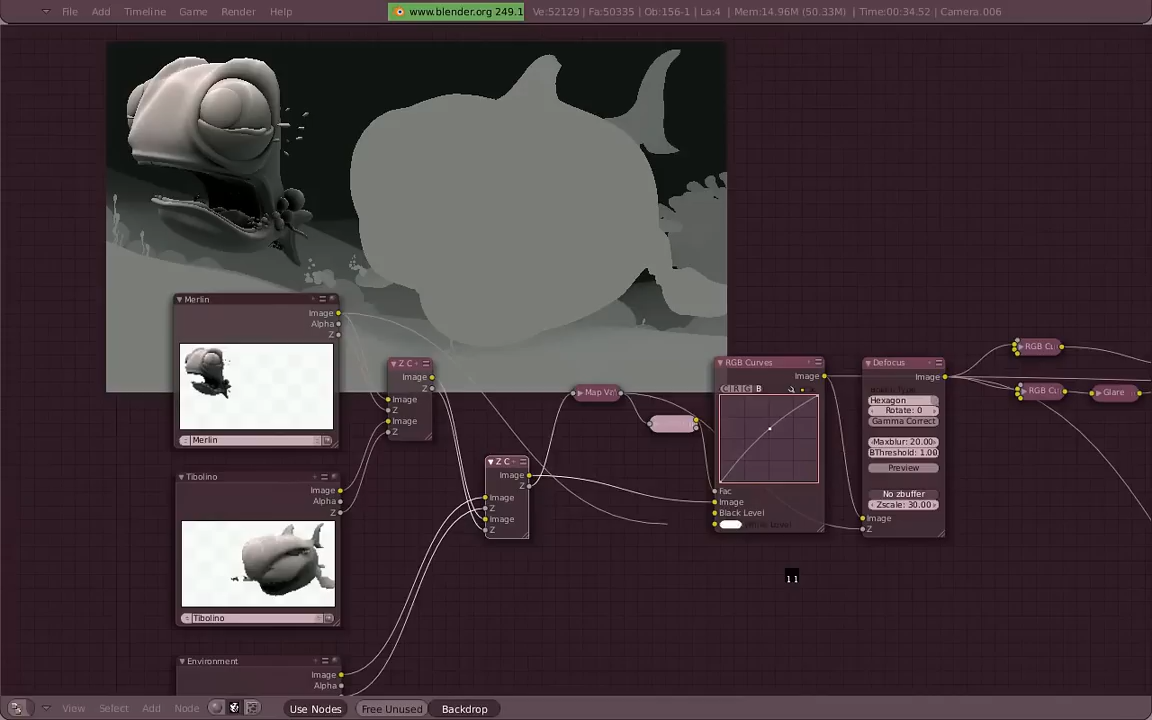 File Add Timeline Game Render Help www.blender.org 249.1 Ve:52129 | Fa:50335 | Ob:156-1 | La:4 | Mem:14.96M (50.33M) | Time:00:34.52 | Camera.006
Merlin
Image
Alpha
Z
Merlin
Tibolino
Image
Alpha
Z
Tibolino
Environment
Image
Alpha
Z C
Image
Z
Image
Z
Image
Z
Z C
Image
Z
Image
Z
Image
Z
Map
RGB Curves
Image
C R G B
Fac
Image
Black Level
Defocus
Image
Hexagon
Rotate: 0
Gamma Correct
Maxblur: 20.00
BThreshold: 1.00
Preview
No zbuffer
Zscale: 30.00
Image
Z
RGB Cu
RGB Cu
Glare
11
View Select Add Node Use Nodes Free Unused Backdrop